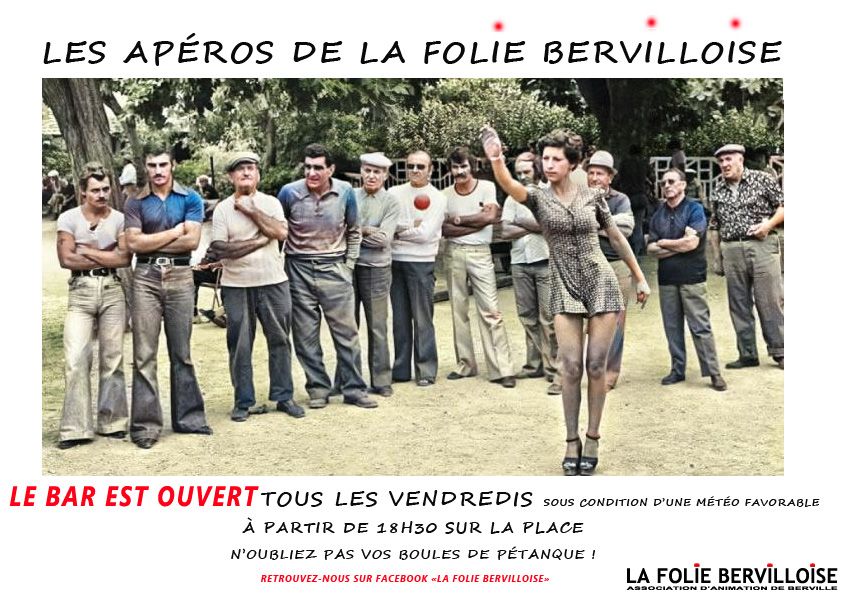 LES APÉROS DE LA FOLIE BERVILLOISE
LE BAR EST OUVERT TOUS LES VENDREDIS SOUS CONDITION D'UNE MÉTÉO FAVORABLE
À PARTIR DE 18H30 SUR LA PLACE
N'OUBLIEZ PAS VOS BOULES DE PÉTANQUE !
RETROUVEZ-NOUS SUR FACEBOOK «LA FOLIE BERVILLOISE»
LA FOLIE BERVILLOISE
ASSOCIATION D'ANIMATION DE BERVILLE